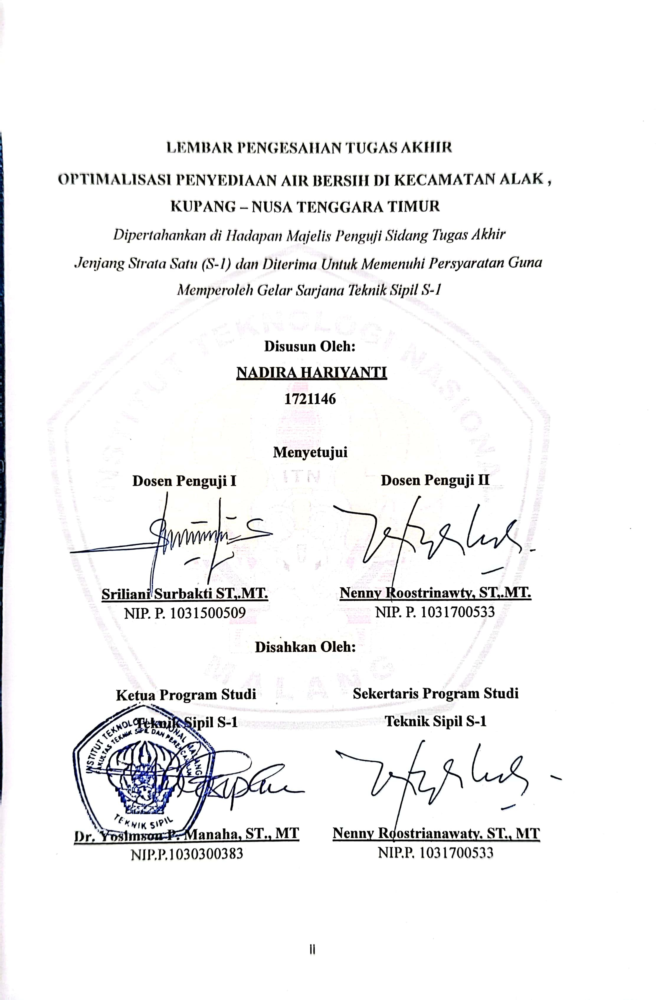 LEMBAR PENGESAHAN TUGAS AKHIR
OPTIMALISASI PENYEDIAAN AIR BERSIH DI KECAMATAN ALAK ,
KUPANG – NUSA TENGGARA TIMUR
Dipertahankan di Hadapan Majelis Penguji Sidang Tugas Akhir
Jenjang Strata Satu (S-1) dan Diterima Untuk Memenuhi Persyaratan Guna
Memperoleh Gelar Sarjana Teknik Sipil S-1
INSTITUT TEKNOLOGI NASIONAL
Disusun Oleh:
NADIRA HARIYANTI
1721146
Menyetujui
ITN
Dosen Penguji I Dosen Penguji II
Sriliani Surbakti ST,.MT. Nenny Roostrinawty, ST,.MT.
NIP. P. 1031500509 NIP. P. 1031700533
Disahkan Oleh:
MALANG
Ketua Program Studi Sekertaris Program Studi
Teknik Sipil S-1 Teknik Sipil S-1
INSTITUT TEKNOLOGI NASIONAL MALANG
FAKULTAS TEKNIK SIPIL DAN PERENCANAAN
TEKNIK SIPIL
Dr. Yosimson P. Manaha, ST., MT Nenny Roostrianawaty. ST., MT
NIP.P.1030300383 NIP.P. 1031700533
II